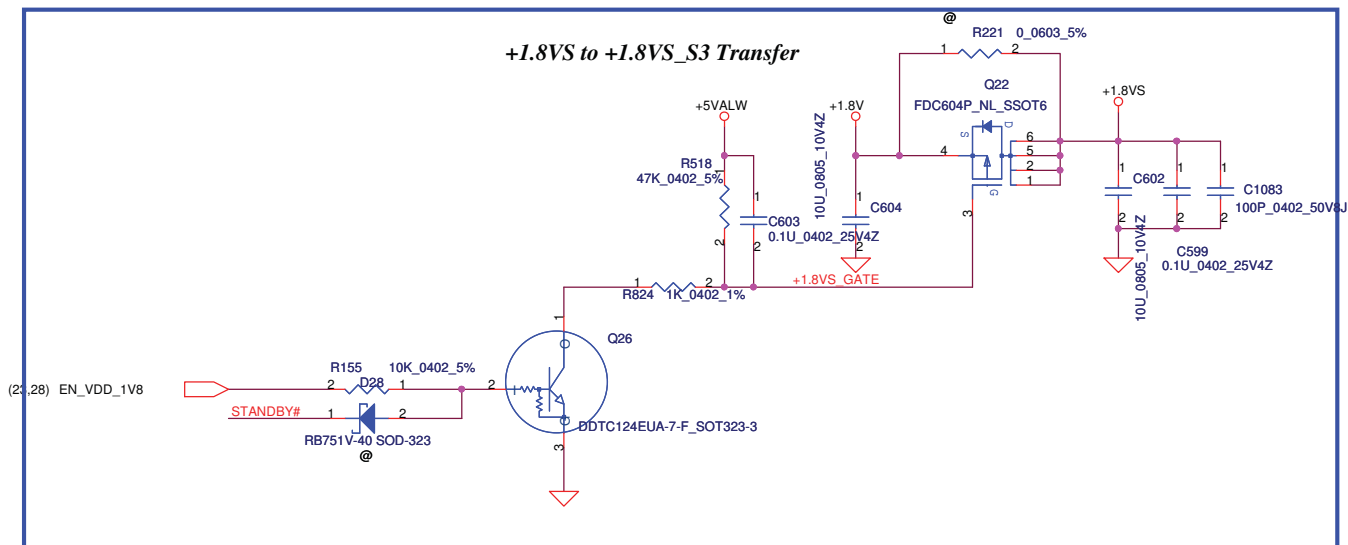 @
R221 0_0603_5%
1 2
+1.8VS to +1.8VS_S3 Transfer
Q22
FDC604P_NL_SSOT6
+5VALW
+1.8V
+1.8VS
10U_0805_10V4Z
S
D
G
6
5
2
1
4
3
R518
47K_0402_5%
1
2
1
2
C603
0.1U_0402_25V4Z
1
2
C604
1
2
C602
10U_0805_10V4Z
1
2
C599
0.1U_0402_25V4Z
1
2
C1083
100P_0402_50V8J
+1.8VS_GATE
1 2
R824 1K_0402_1%
1
Q26
2
3
DDTC124EUA-7-F_SOT323-3
R155 10K_0402_5%
2 1
(23,28) EN_VDD_1V8
D28
STANDBY#
1 2
RB751V-40 SOD-323
@